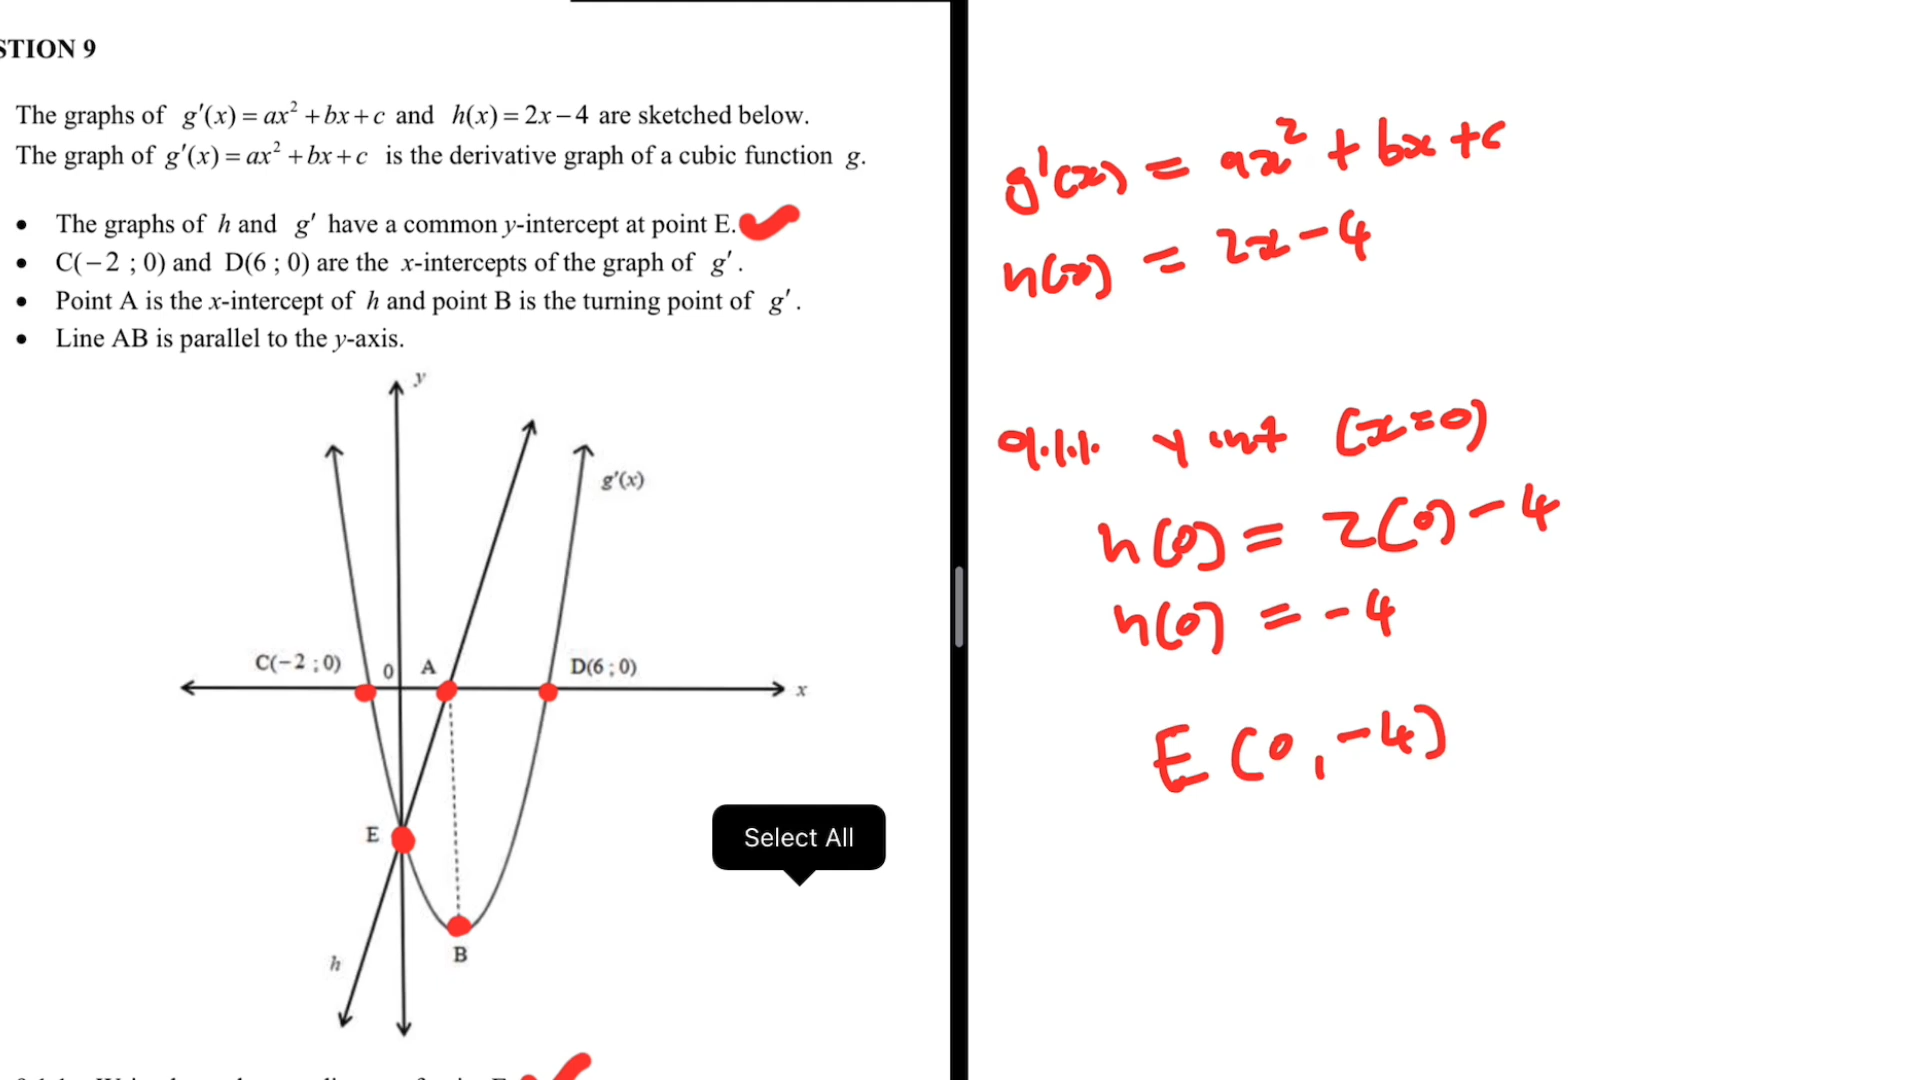 STION 9
The graphs of g′(x) = ax² + bx + c and h(x) = 2x − 4 are sketched below.
The graph of g′(x) = ax² + bx + c is the derivative graph of a cubic function g.
• The graphs of h and g′ have a common y-intercept at point E.
• C(−2 ; 0) and D(6 ; 0) are the x-intercepts of the graph of g′.
• Point A is the x-intercept of h and point B is the turning point of g′.
• Line AB is parallel to the y-axis.
y
g′(x)
C(−2 ; 0)
0
A
D(6 ; 0)
x
E
B
h
Select All
g'(x) = ax² + bx + c
h(x) = 2x − 4
9.1.1. y int (x=0)
h(0) = 2(0) − 4
h(0) = −4
E (0, −4)